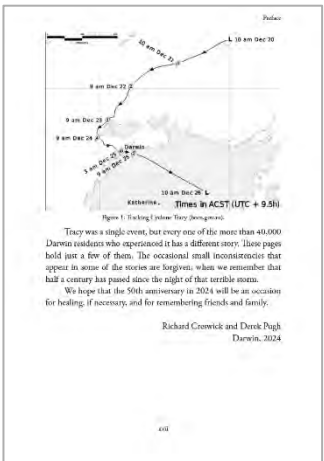 Preface
10 am Dec 20
10 am Dec 21
9 am Dec 22
9 am Dec 23
9 am Dec 24
Darwin
3 am Dec 25
9 am Dec 25
10 am Dec 26
Katherine
Times in ACST (UTC + 9.5h)
Figure 1: Tracking Cyclone Tracy
Tracy was a single event, but every one of the more than 40,000
Darwin residents who experienced it has a different story. These pages
hold just a few of them. The occasional small inconsistencies that
appear in some of the stories are forgiven, when we remember that
half a century has passed since the night of that terrible storm.
We hope that the 50th anniversary in 2024 will be an occasion
for healing, if necessary, and for remembering friends and family.
Richard Creswick and Derek Pugh
Darwin, 2024